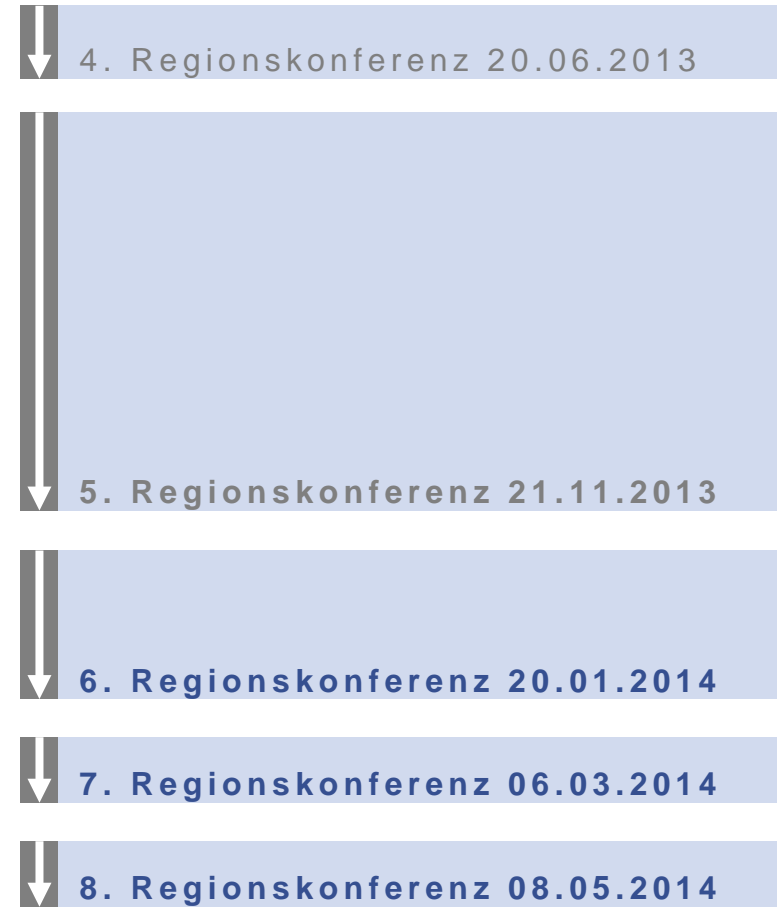 4. Regionskonferenz 20.06.2013
5. Regionskonferenz 21.11.2013
6. Regionskonferenz 20.01.2014
7. Regionskonferenz 06.03.2014
8. Regionskonferenz 08.05.2014